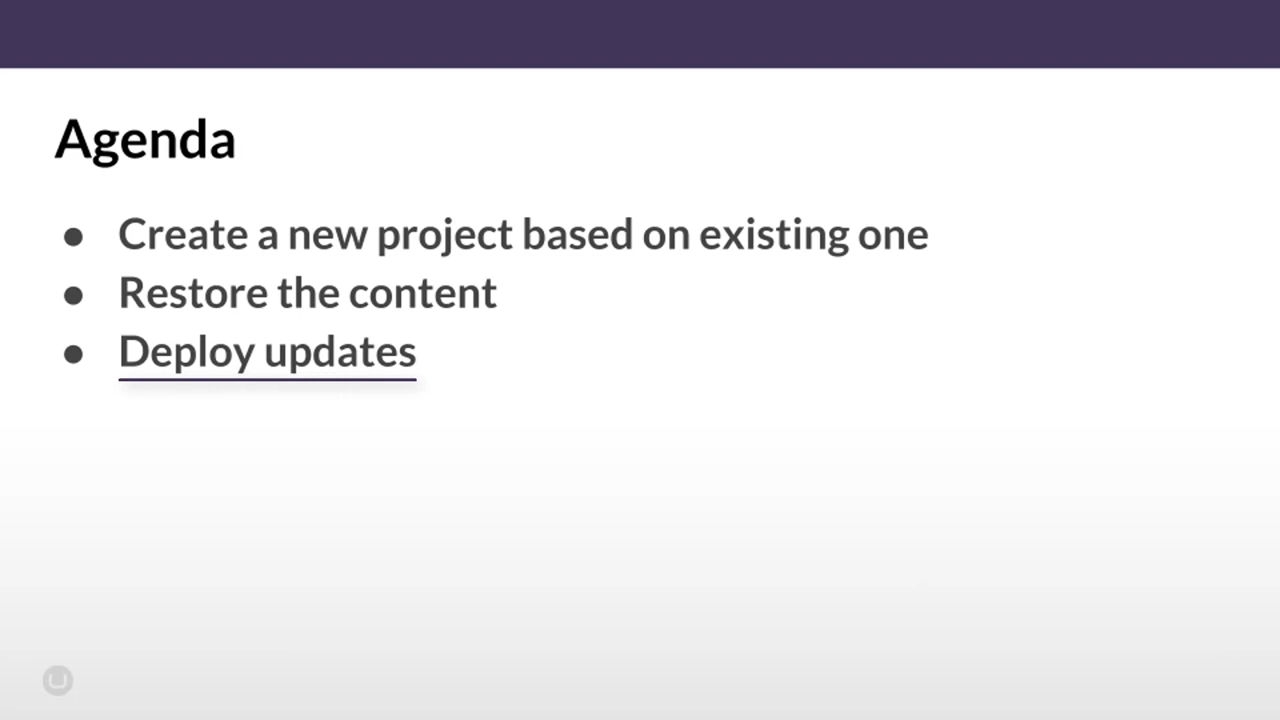 Agenda
● Create a new project based on existing one
● Restore the content
● Deploy updates